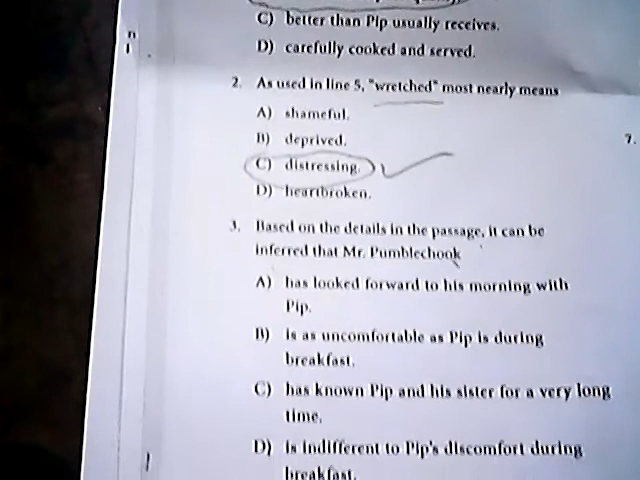 C) better than Pip usually receives.
D) carefully cooked and served.
2. As used in line 5, "wretched" most nearly means
A) shameful.
B) deprived.
7.
C) distressing.
D) heartbroken.
3. Based on the details in the passage, it can be
inferred that Mr. Pumblechook
A) has looked forward to his morning with
Pip.
B) is as uncomfortable as Pip is during
breakfast.
C) has known Pip and his sister for a very long
time.
D) is indifferent to Pip's discomfort during
breakfast.